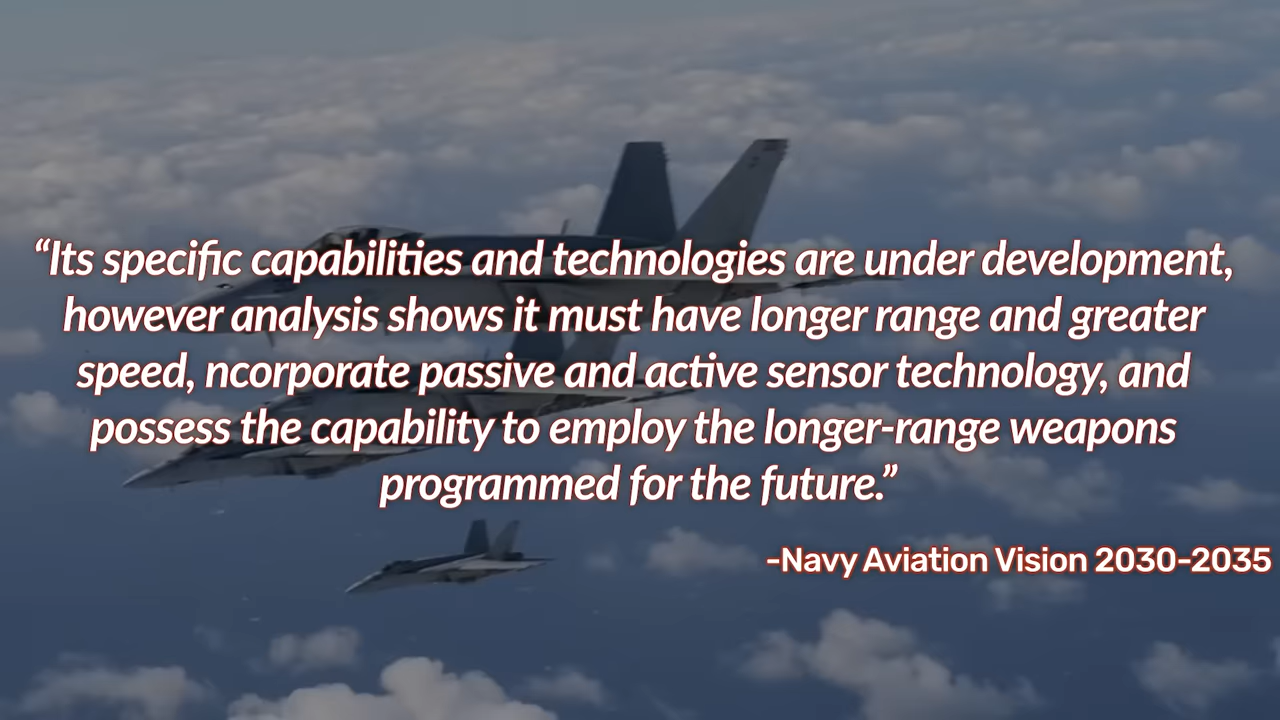 “Its specific capabilities and technologies are under development,
however analysis shows it must have longer range and greater
speed, ncorporate passive and active sensor technology, and
possess the capability to employ the longer-range weapons
programmed for the future.”
-Navy Aviation Vision 2030-2035